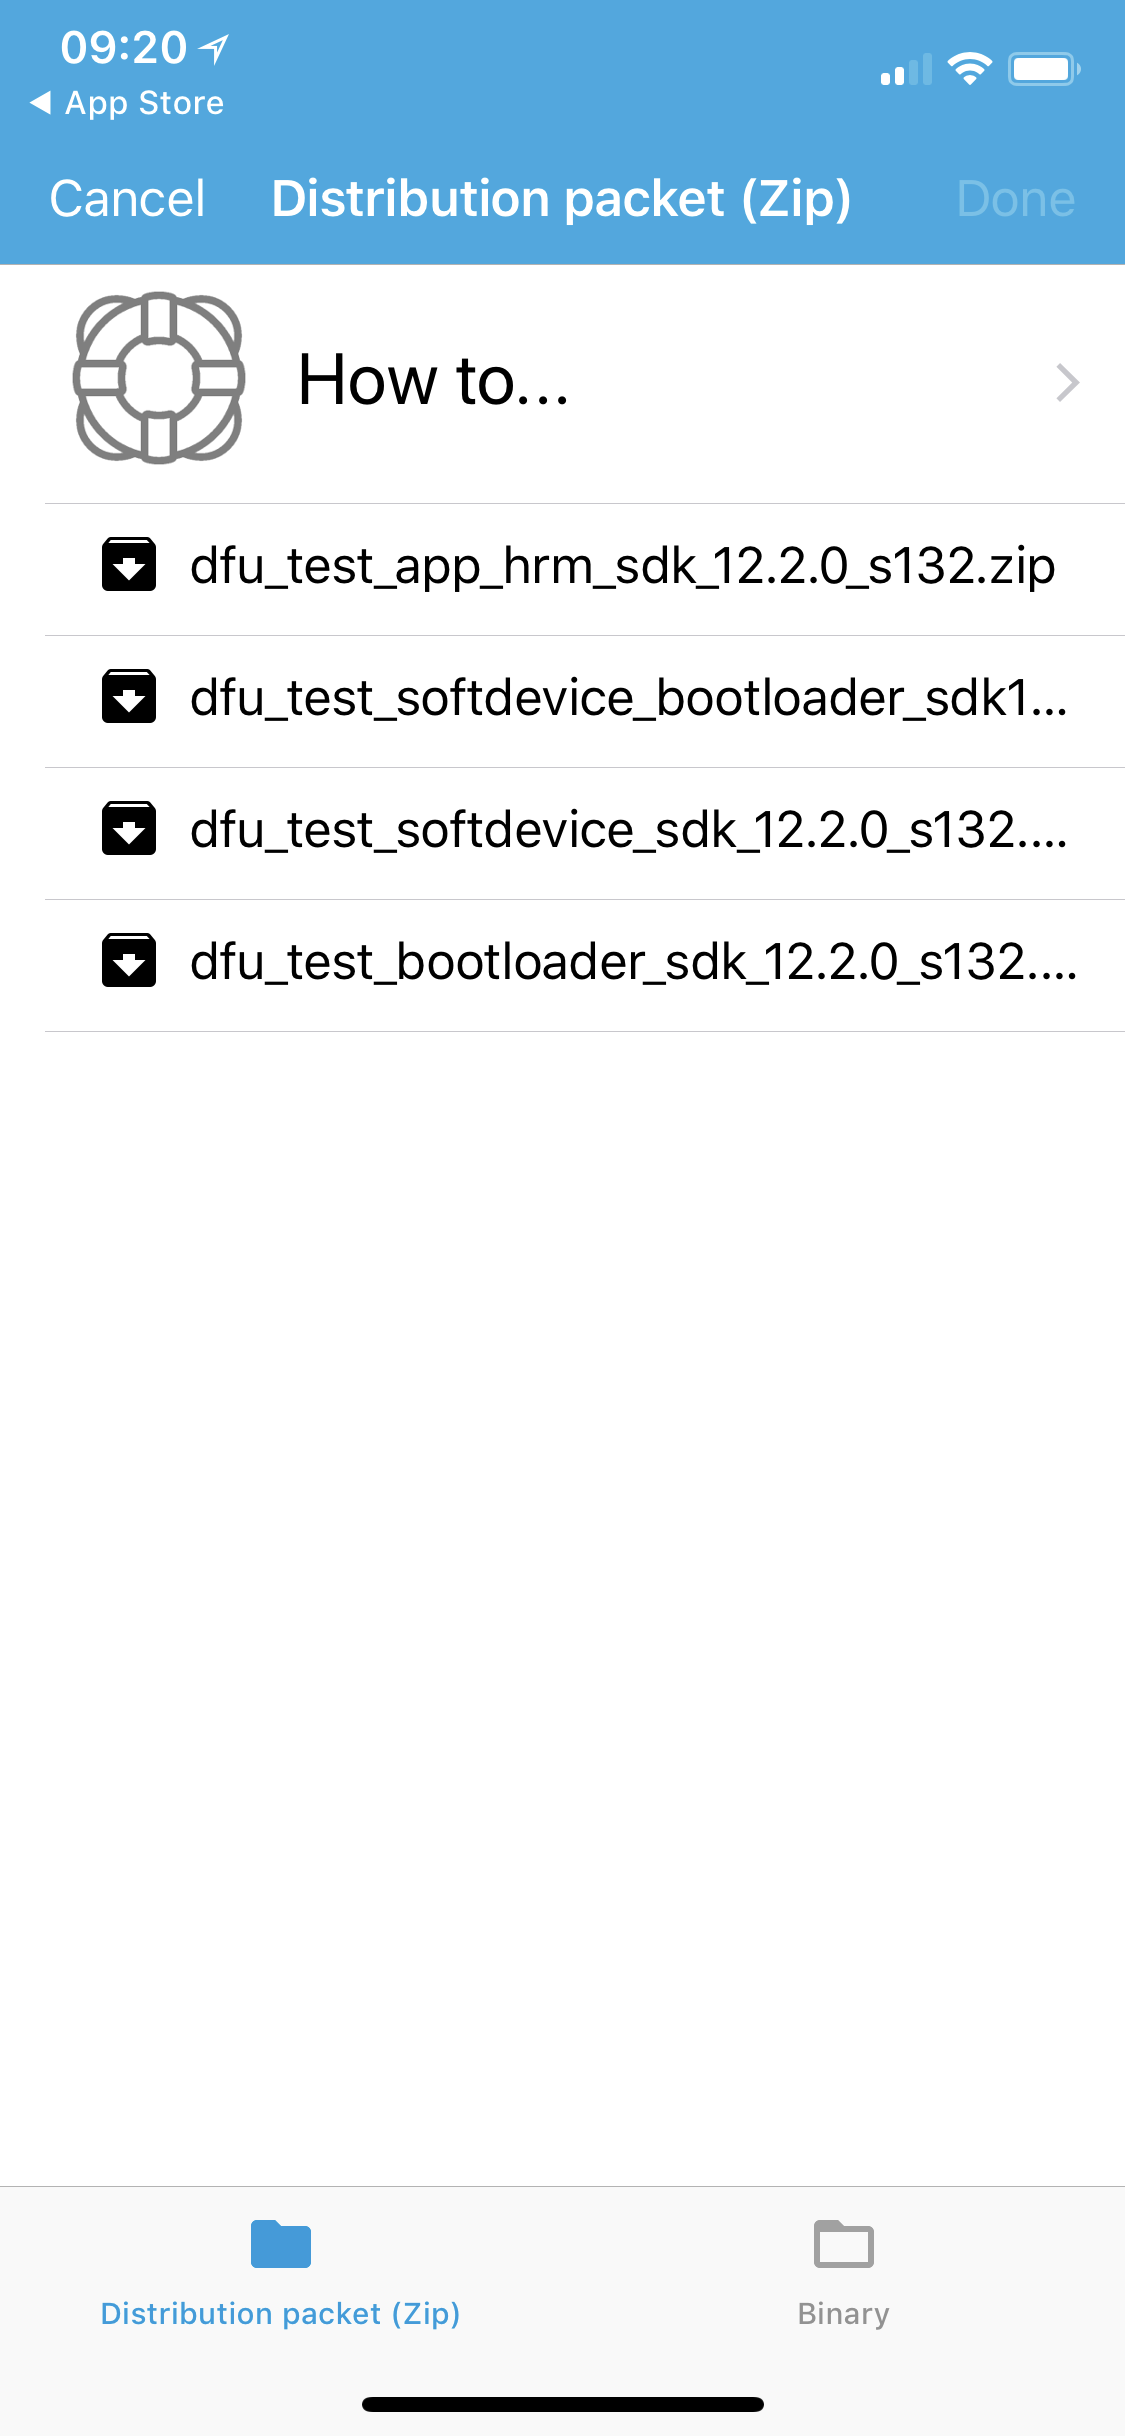 09:20
App Store
Cancel Distribution packet (Zip) Done
How to...
dfu_test_app_hrm_sdk_12.2.0_s132.zip
dfu_test_softdevice_bootloader_sdk1...
dfu_test_softdevice_sdk_12.2.0_s132....
dfu_test_bootloader_sdk_12.2.0_s132....
Distribution packet (Zip) Binary